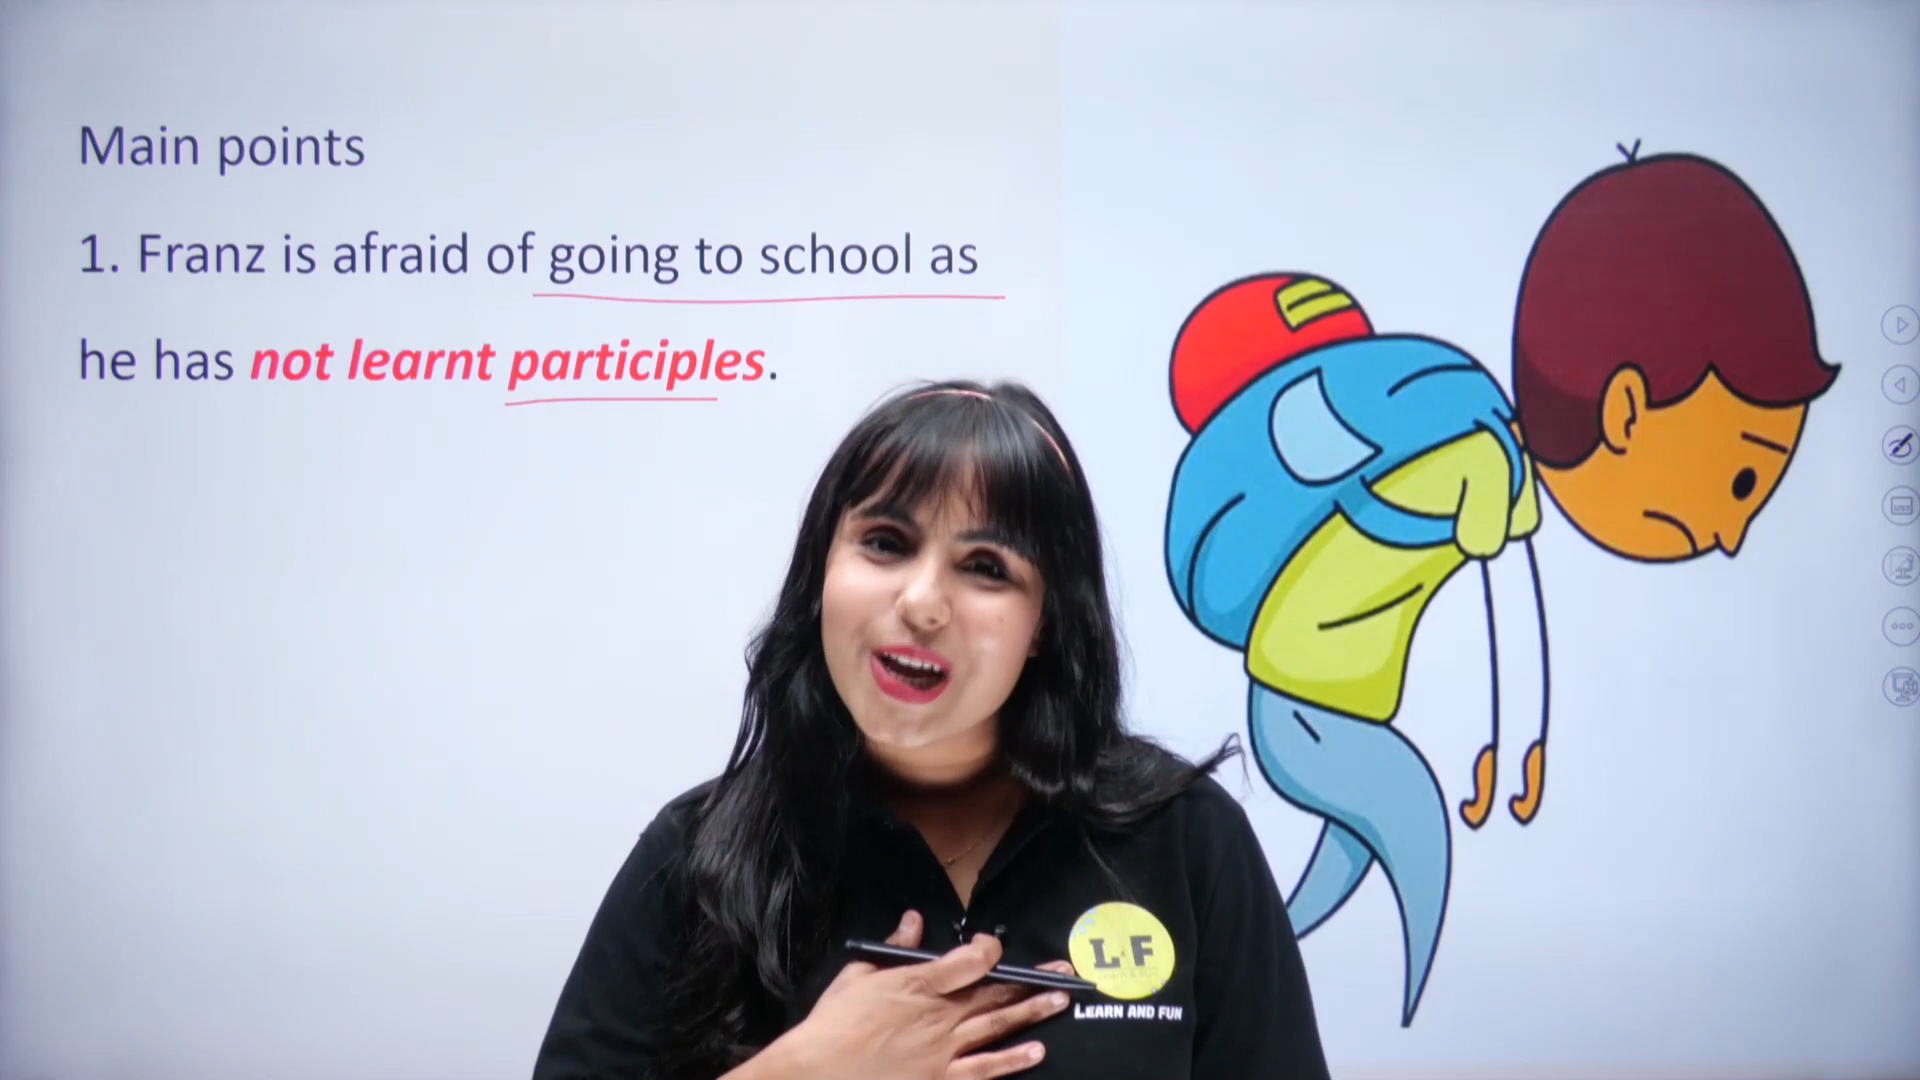 Main points
1. Franz is afraid of going to school as
he has not learnt participles.
L F
LEARN AND FUN